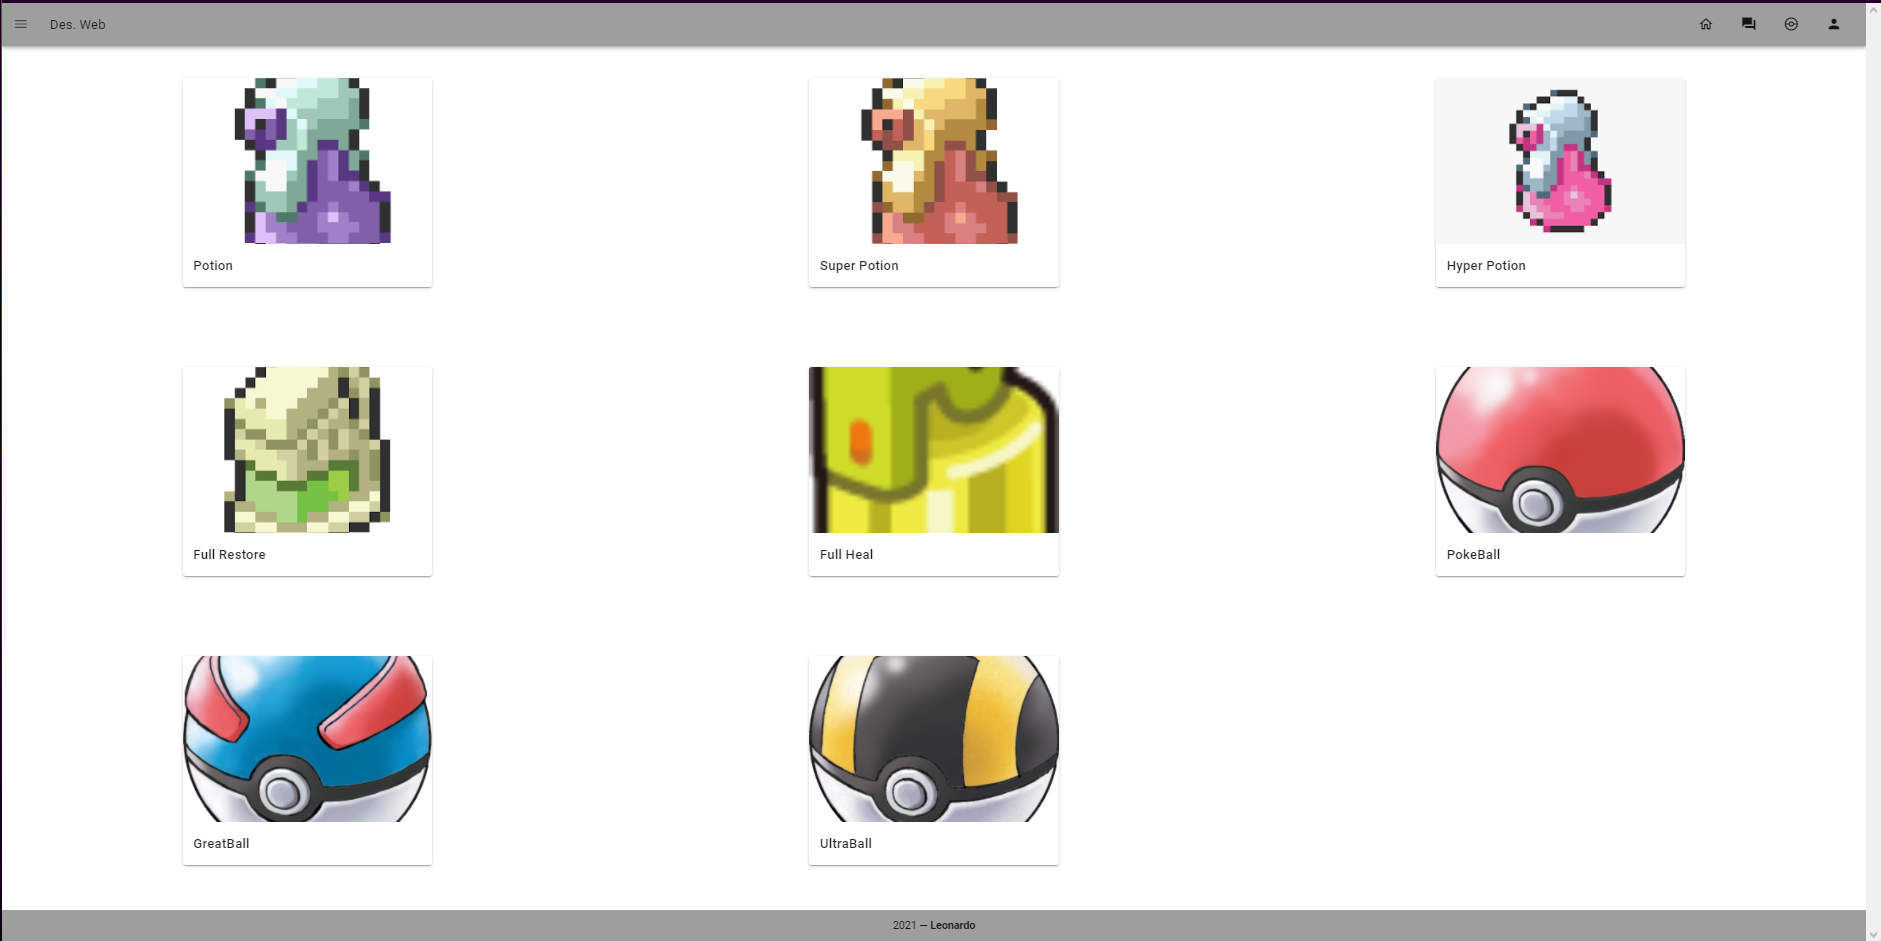 Des. Web
Potion
Super Potion
Hyper Potion
Full Restore
Full Heal
PokeBall
GreatBall
UltraBall
2021 — Leonardo